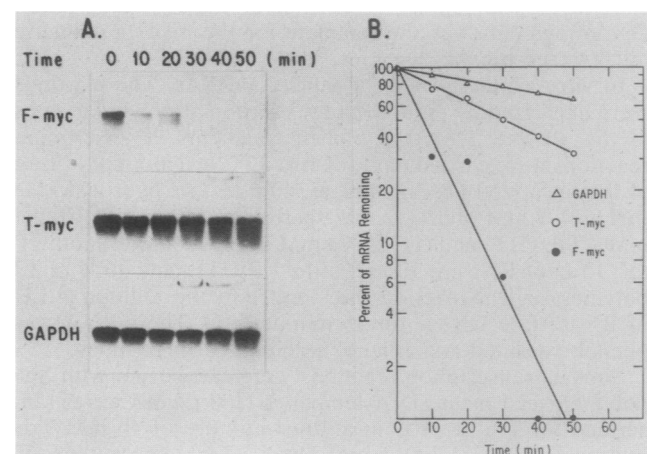 A.
Time 0 10 20 30 40 50 (min)
F-myc
T-myc
GAPDH
B.
Percent of mRNA Remaining
100
80
60
40
20
10
8
6
4
2
0 10 20 30 40 50 60
Time (min)
GAPDH
T-myc
F-myc